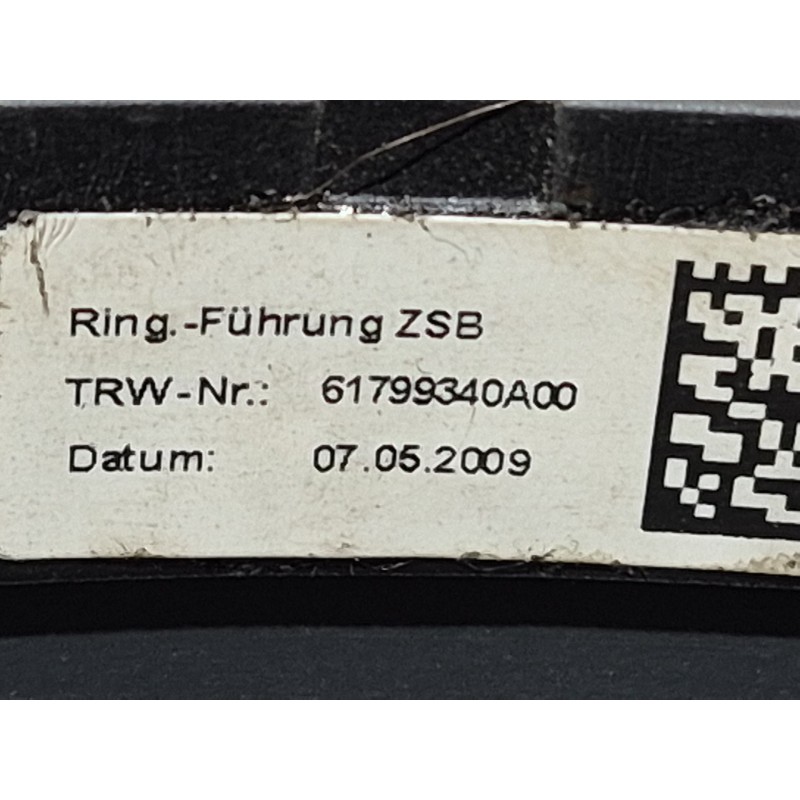 Ring.-Führung ZSB
TRW-Nr.: 61799340A00
Datum: 07.05.2009